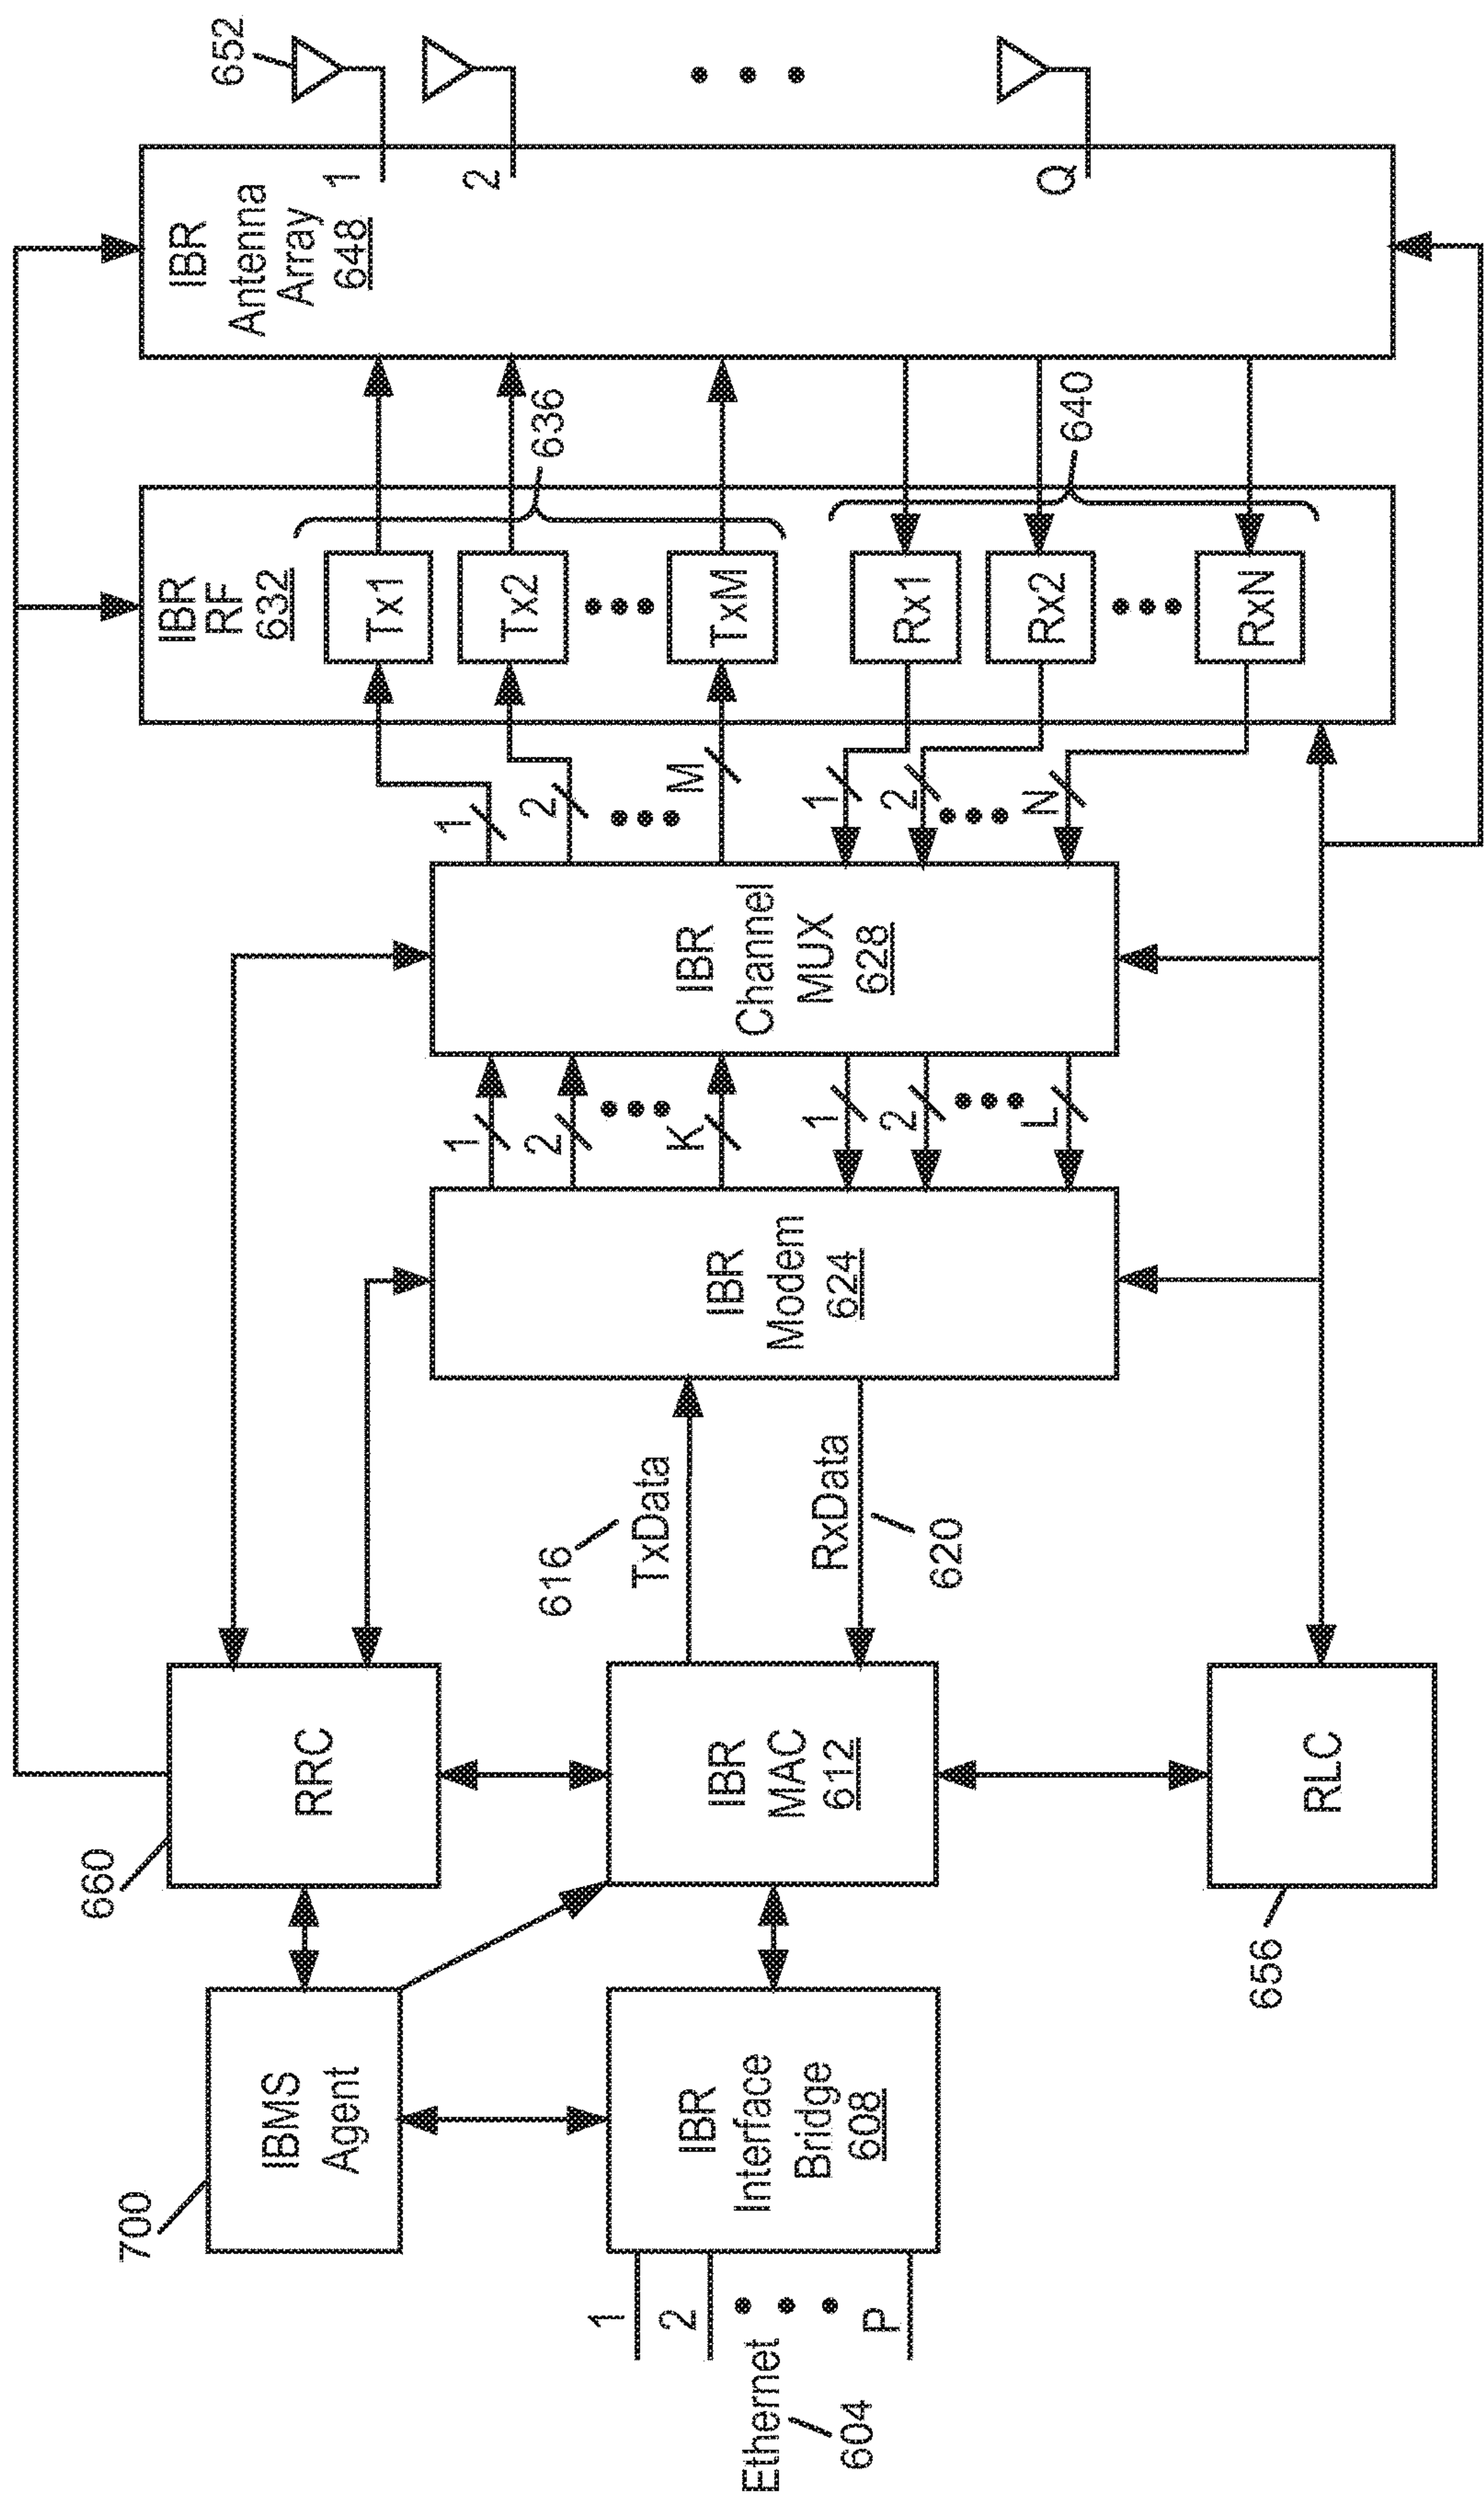 Ethernet
604
1
2
P
700
IBMS
Agent
IBR
Interface
Bridge
608
660
RRC
IBR
MAC
612
RLC
656
616
TxData
RxData
620
IBR
Modem
624
1
2
K
1
2
L
IBR
Channel
MUX
628
1
2
M
1
2
N
IBR
RF
632
Tx1
Tx2
TxM
Rx1
Rx2
RxN
636
640
IBR
Antenna
Array
648
1
2
Q
652